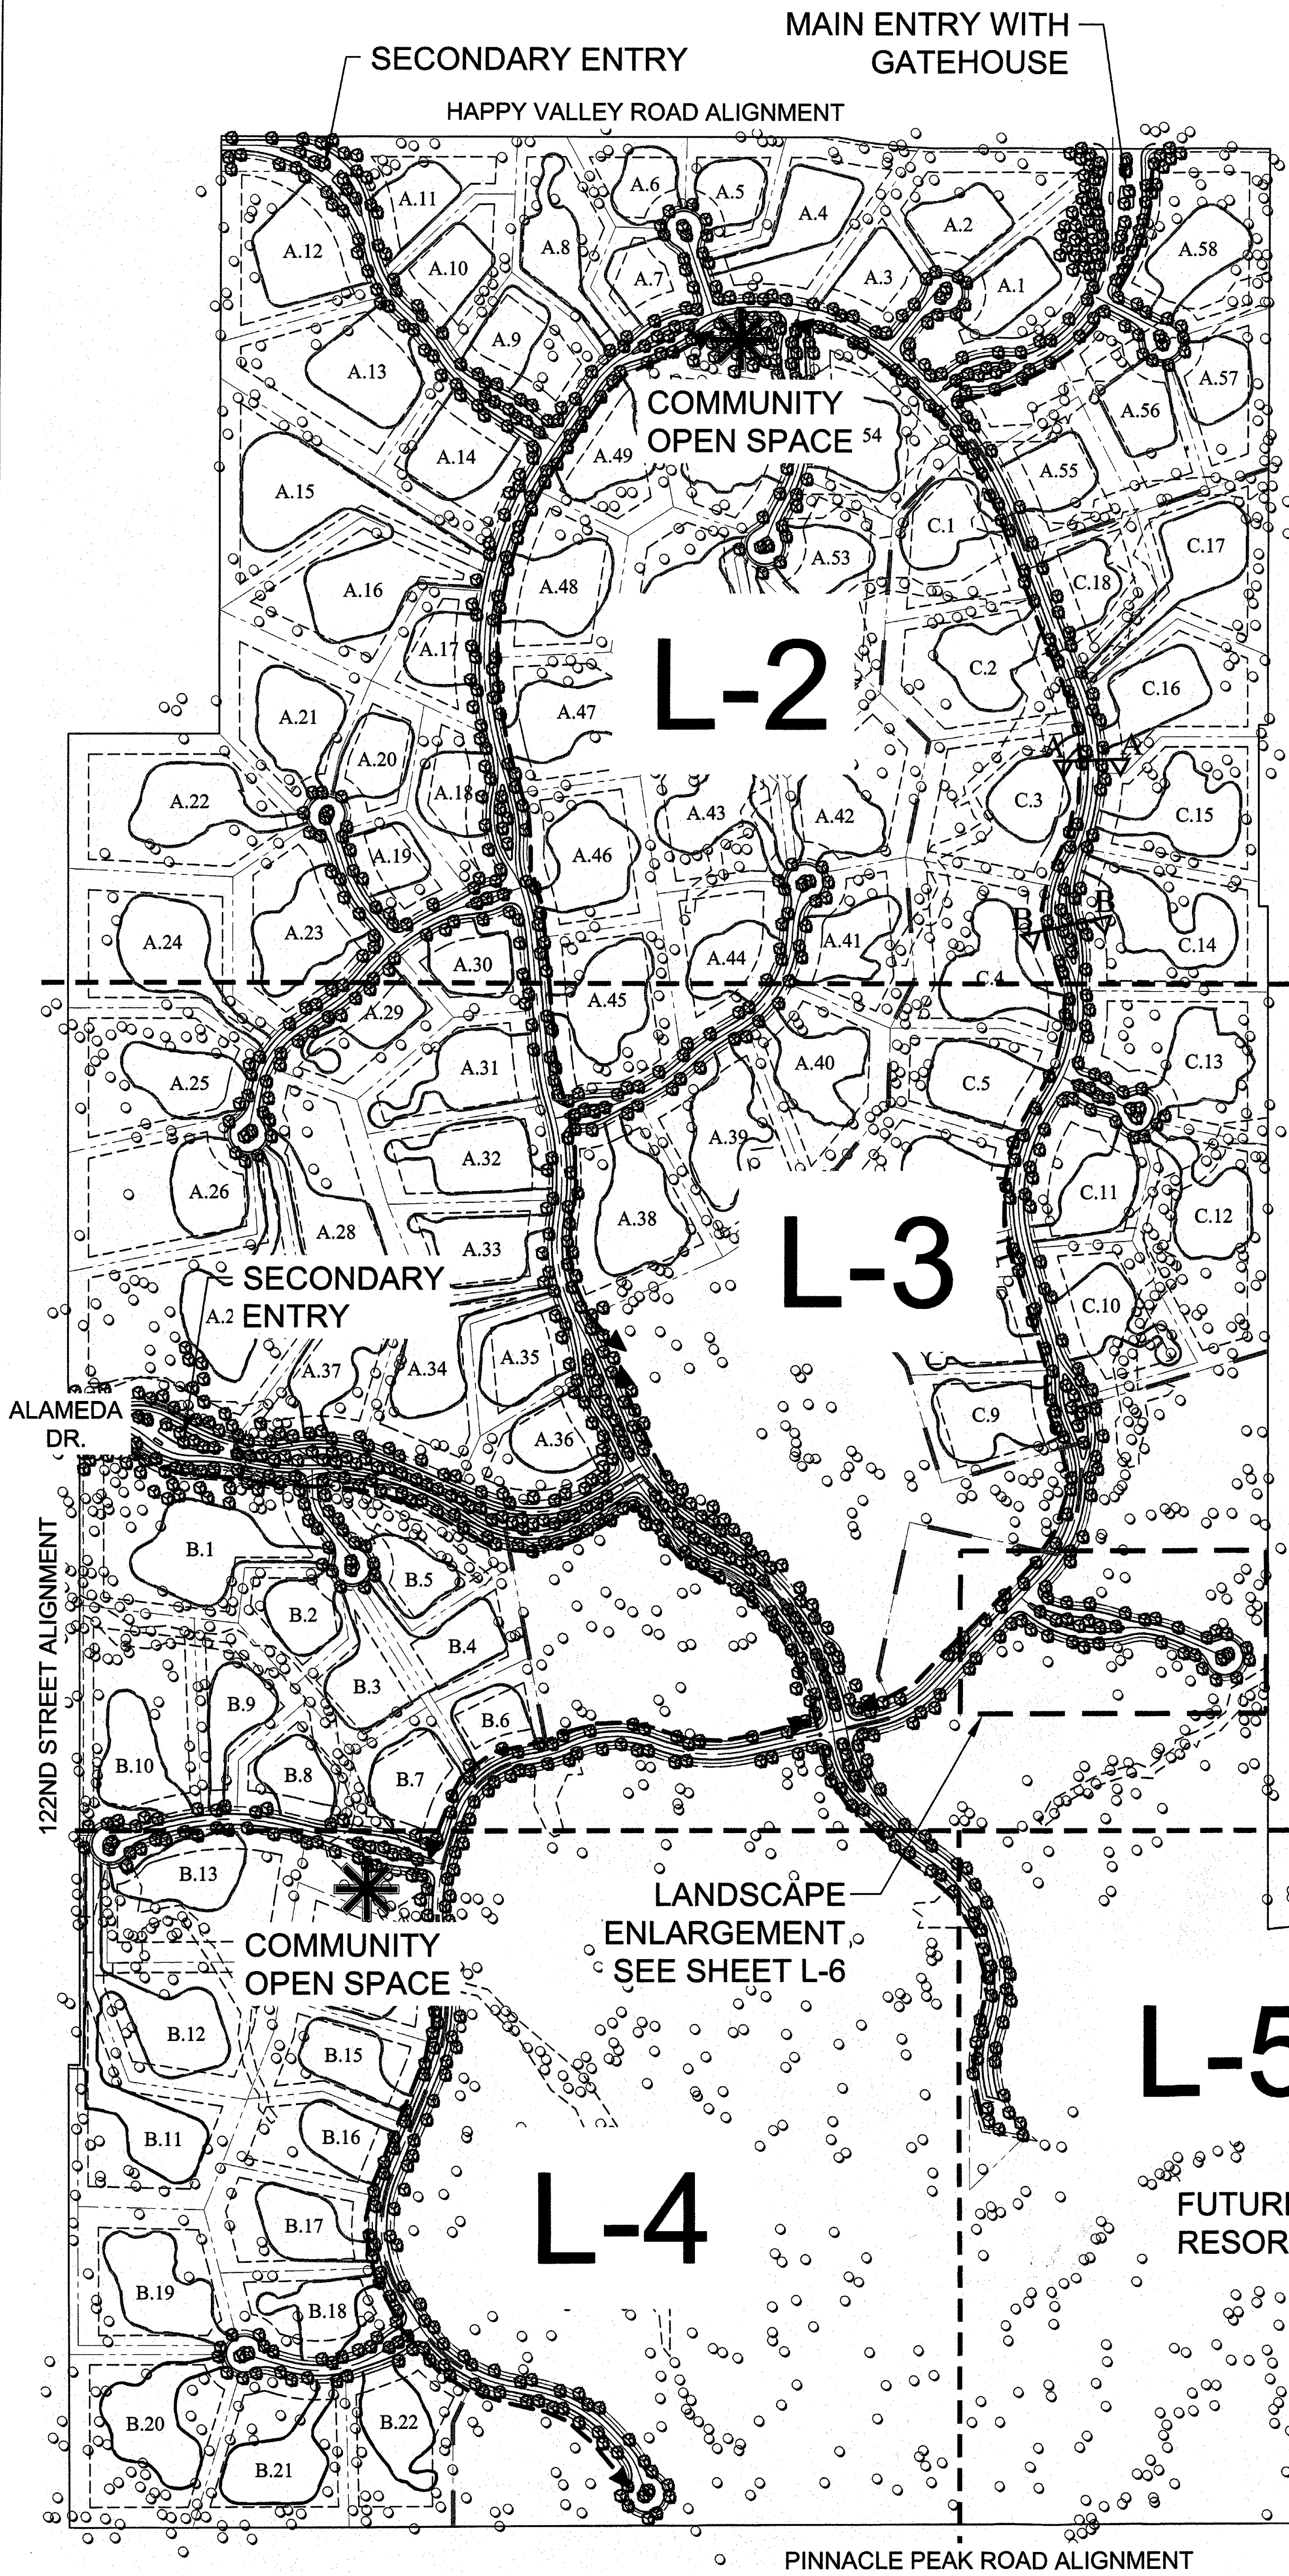 MAIN ENTRY WITH
GATEHOUSE
SECONDARY ENTRY
HAPPY VALLEY ROAD ALIGNMENT
A.11
A.6
A.5
A.4
A.2
A.12
A.8
A.58
A.10
A.7
A.3
A.1
A.9
A.13
A.57
COMMUNITY
OPEN SPACE
54
A.56
A.14
A.49
A.55
A.15
C.1
C.17
A.53
A.48
A.16
C.18
A.17
C.2
C.16
L-2
A.21
A.47
A.20
A
A
A.22
A.18
A.43
A.42
C.3
C.15
A.19
A.46
B
B
A.24
A.23
A.41
C.14
A.30
A.44
C.4
A.45
A.29
A.25
A.31
A.40
C.5
C.13
A.39
A.32
A.26
A.28
A.38
C.11
C.12
A.33
L-3
SECONDARY
ENTRY
A.2
C.10
A.37
A.34
A.35
ALAMEDA
DR.
A.36
C.9
B.1
B.5
B.2
B.4
122ND STREET ALIGNMENT
B.3
B.9
B.6
B.10
B.8
B.7
B.13
LANDSCAPE
ENLARGEMENT,
SEE SHEET L-6
COMMUNITY
OPEN SPACE
B.12
B.15
L-5
B.11
B.16
L-4
B.17
FUTUR
RESOR
B.19
B.18
B.20
B.22
B.21
PINNACLE PEAK ROAD ALIGNMENT